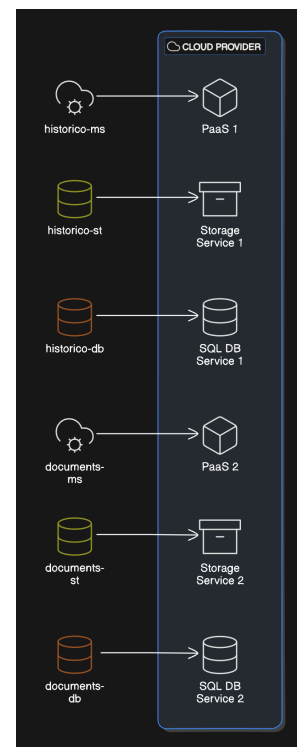 CLOUD PROVIDER
historico-ms
PaaS 1
historico-st
Storage
Service 1
historico-db
SQL DB
Service 1
documents-
ms
PaaS 2
documents-
st
Storage
Service 2
documents-
db
SQL DB
Service 2